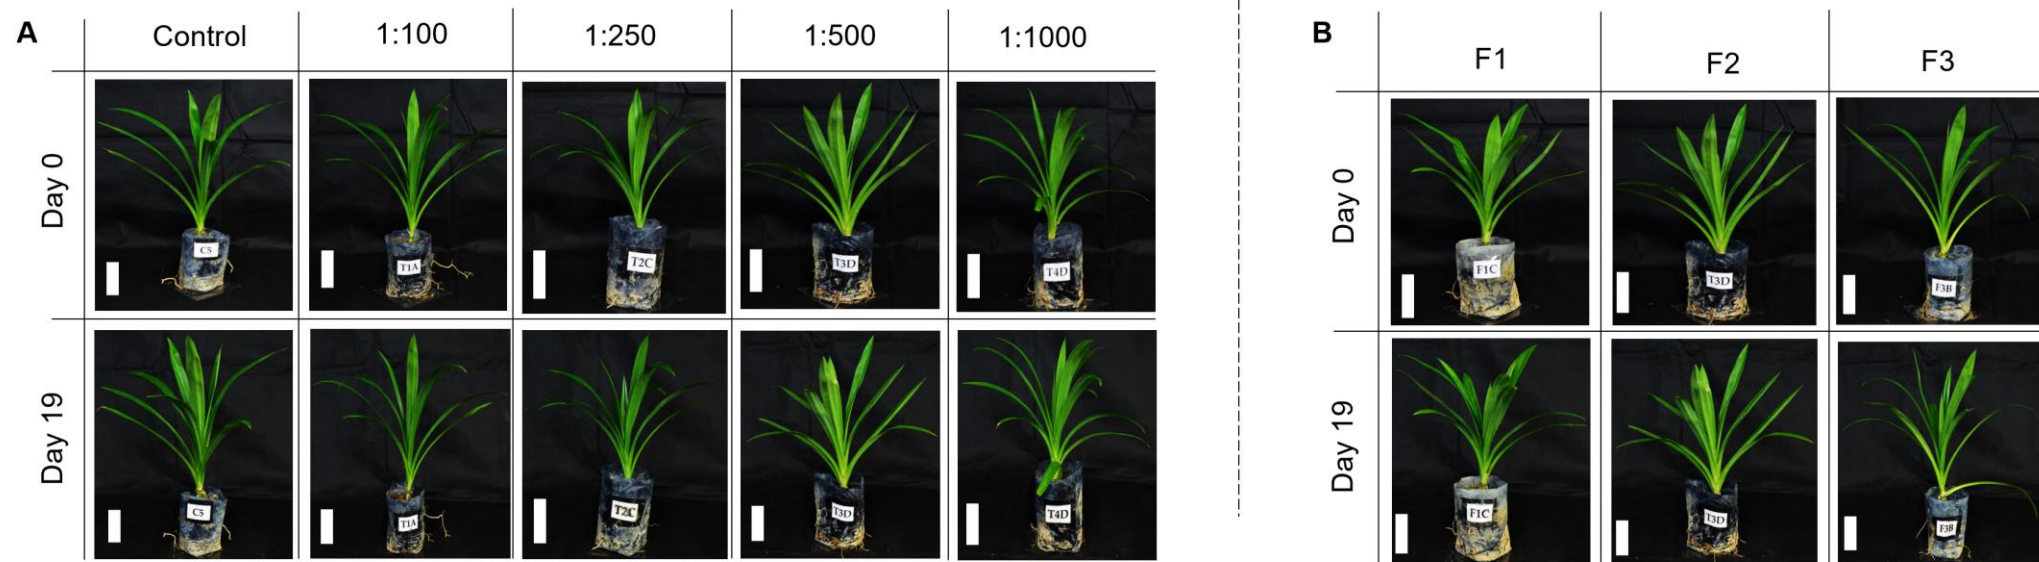 A
Control
1:100
1:250
1:500
1:1000
Day 0
C5
T1A
T2C
T3D
T4D
Day 19
C5
T1A
T2C
T3D
T4D
B
F1
F2
F3
Day 0
F1C
T3D
F3B
Day 19
F1C
T3D
F3B